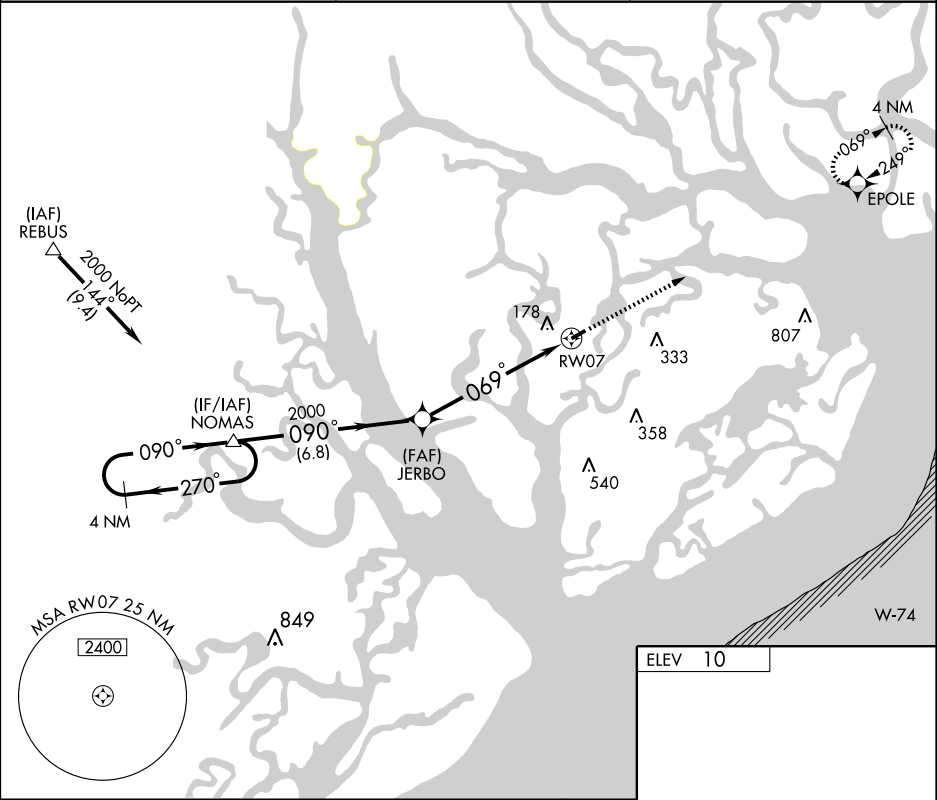 4 NM
069°
249°
EPOLE
(IAF)
REBUS
2000 NoPT
144°
(9.4)
178
RW07
333
807
(IF/IAF)
NOMAS
2000
090°
(6.8)
069°
090°
(FAF)
JERBO
358
270°
540
4 NM
MSA RW07 25 NM
2400
849
W-74
ELEV 10